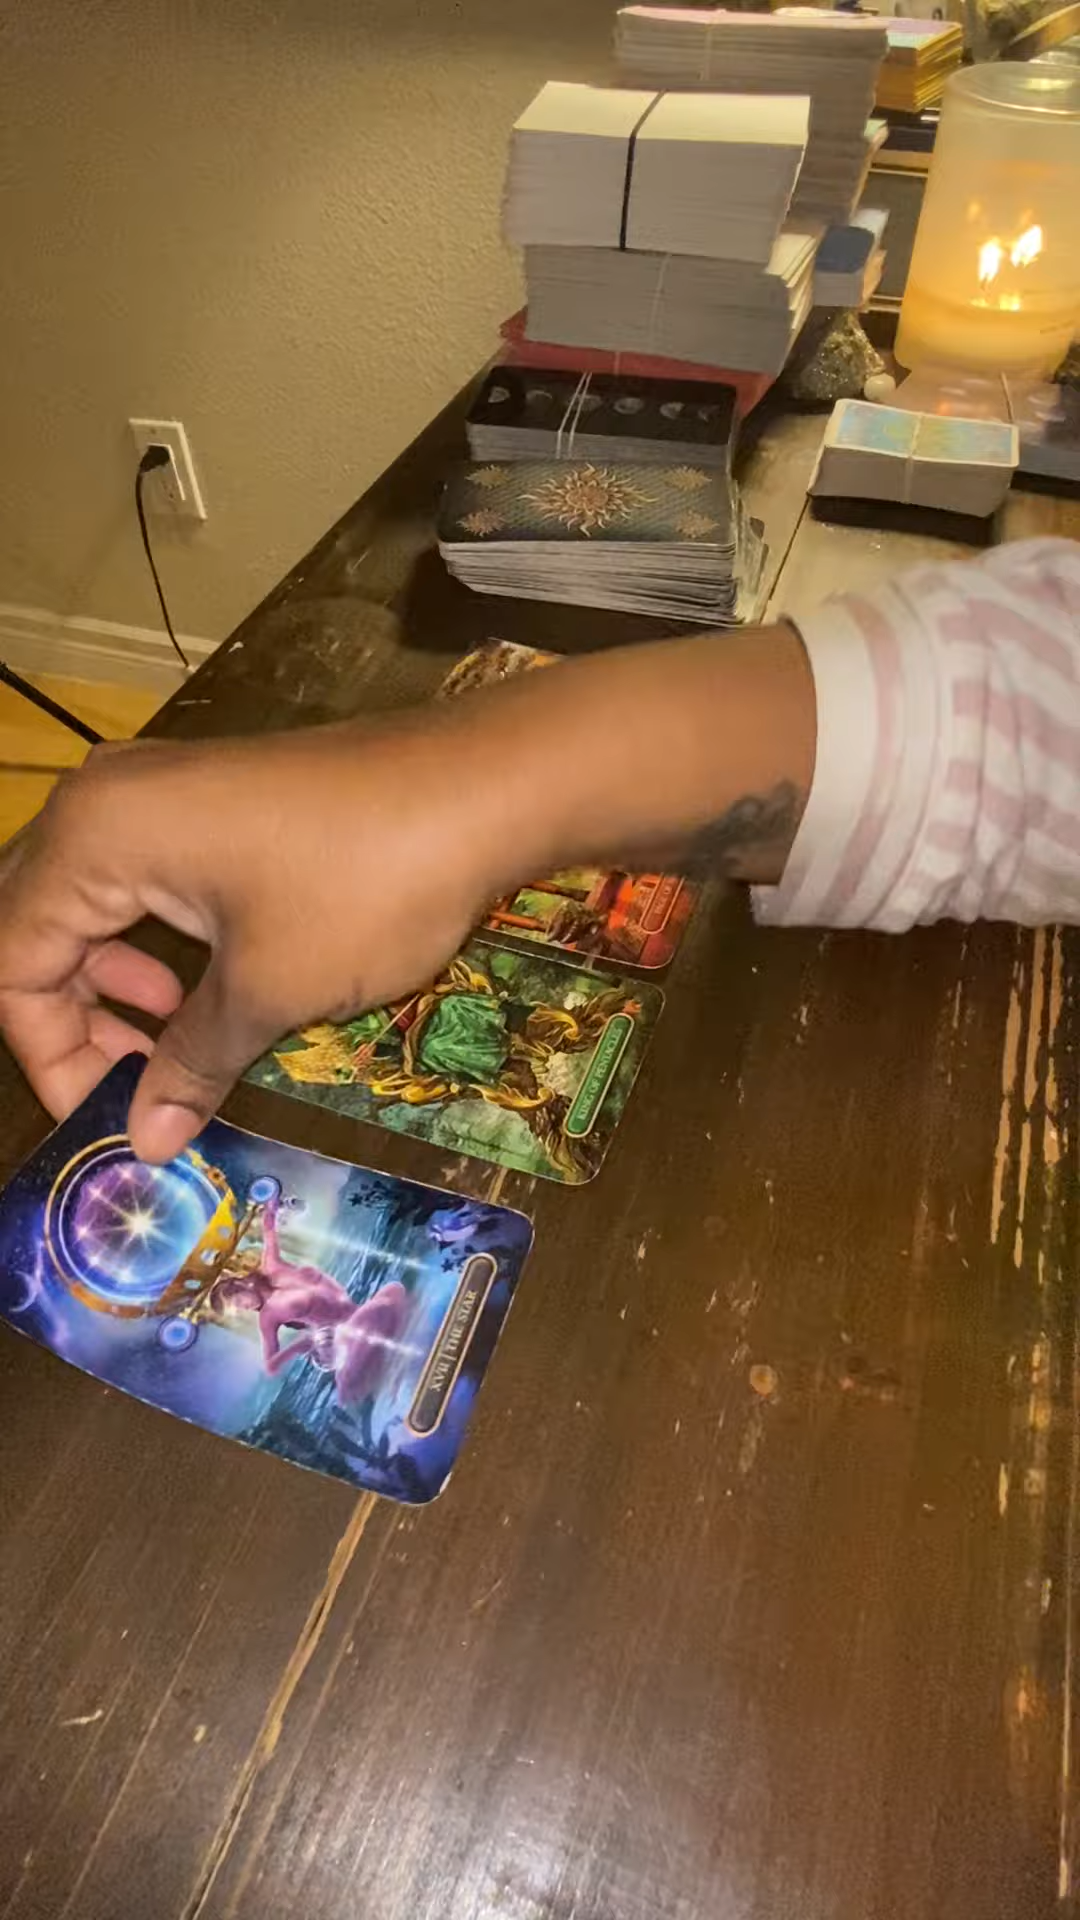 KING OF PENTACLES
XVII | THE STAR